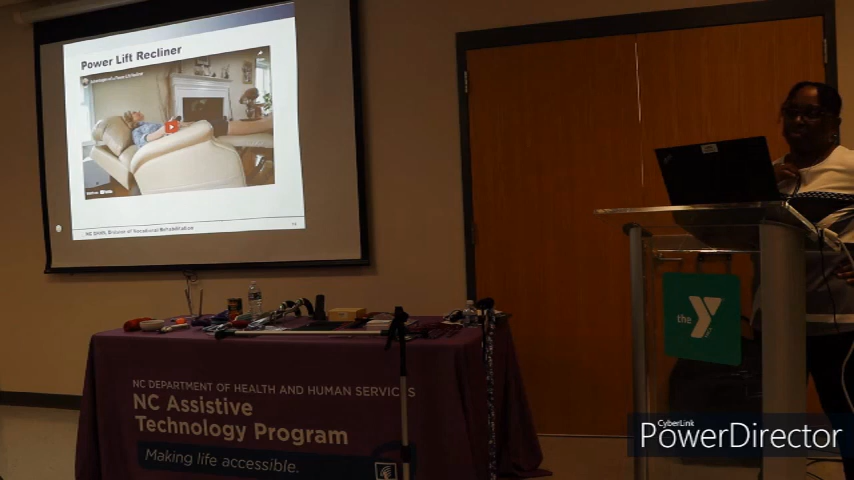 Power Lift Recliner
NC DHHS, Division of Vocational Rehabilitation
NC DEPARTMENT OF HEALTH AND HUMAN SERVICES
NC Assistive
Technology Program
Making life accessible.
the Y
CyberLink
PowerDirector